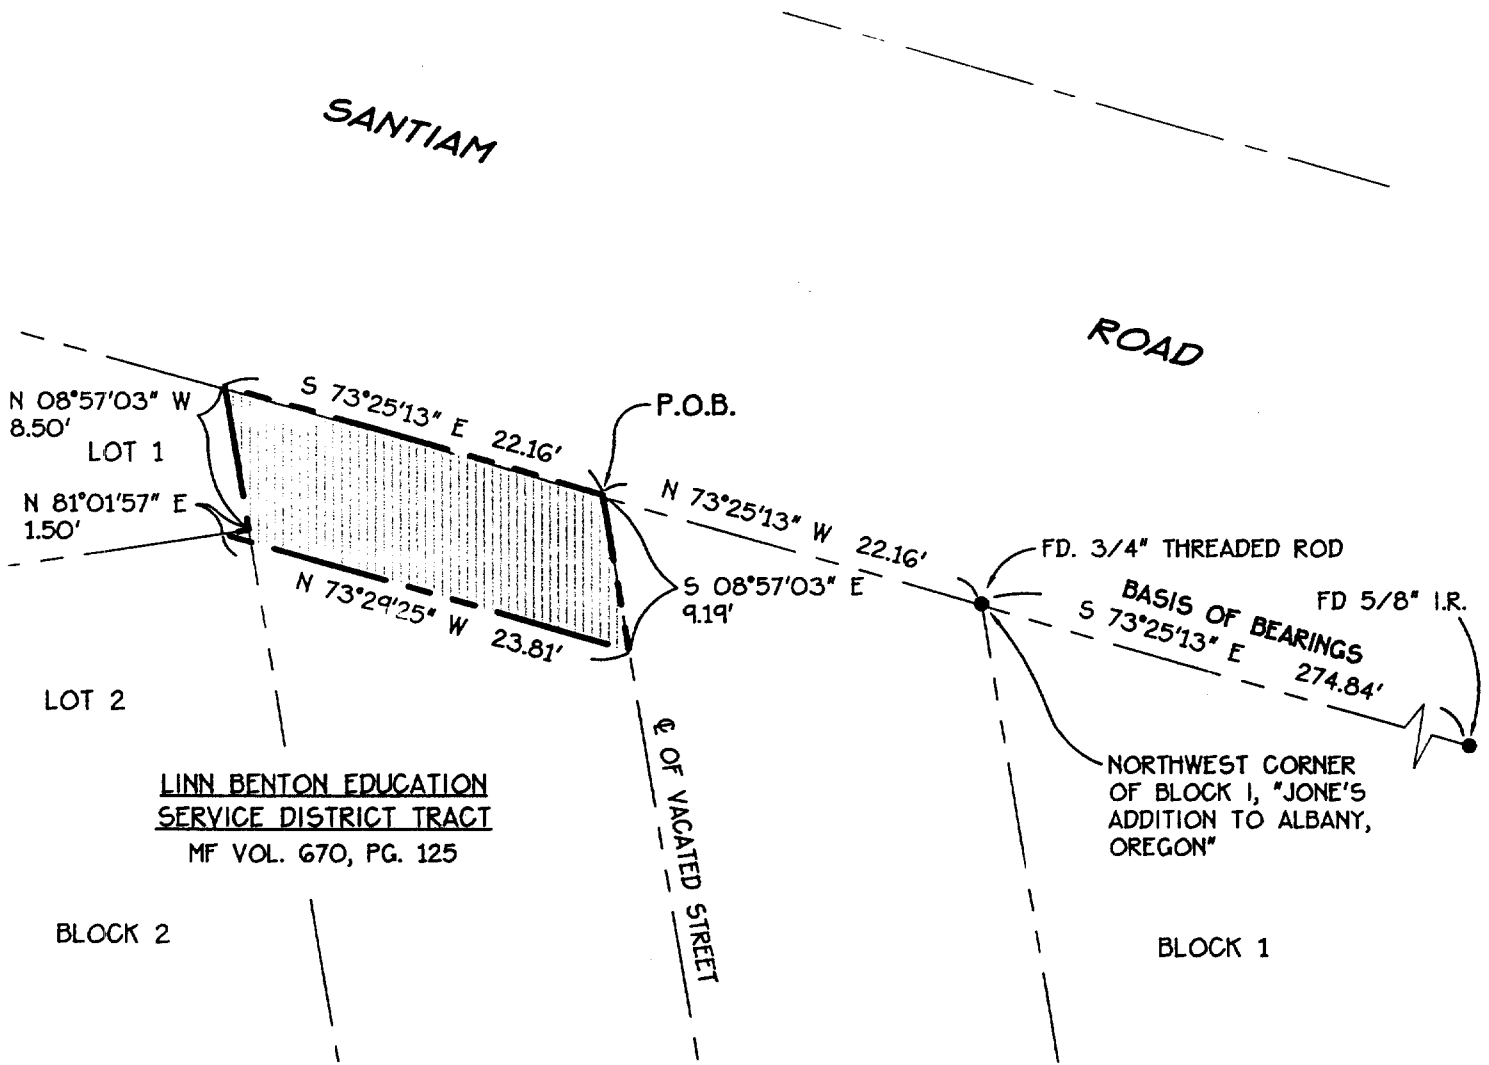 SANTIAM
ROAD
N 08°57'03" W
8.50'
LOT 1
S 73°25'13" E 22.16'
P.O.B.
N 81°01'57" E
1.50'
N 73°25'13" W 22.16'
FD. 3/4" THREADED ROD
BASIS OF BEARINGS
S 73°25'13" E 274.84'
FD 5/8" I.R.
N 73°29'25" W 23.81'
S 08°57'03" E
9.19'
LOT 2
℄ OF VACATED STREET
NORTHWEST CORNER
OF BLOCK 1, "JONE'S
ADDITION TO ALBANY,
OREGON"
LINN BENTON EDUCATION
SERVICE DISTRICT TRACT
MF VOL. 670, PG. 125
BLOCK 2
BLOCK 1